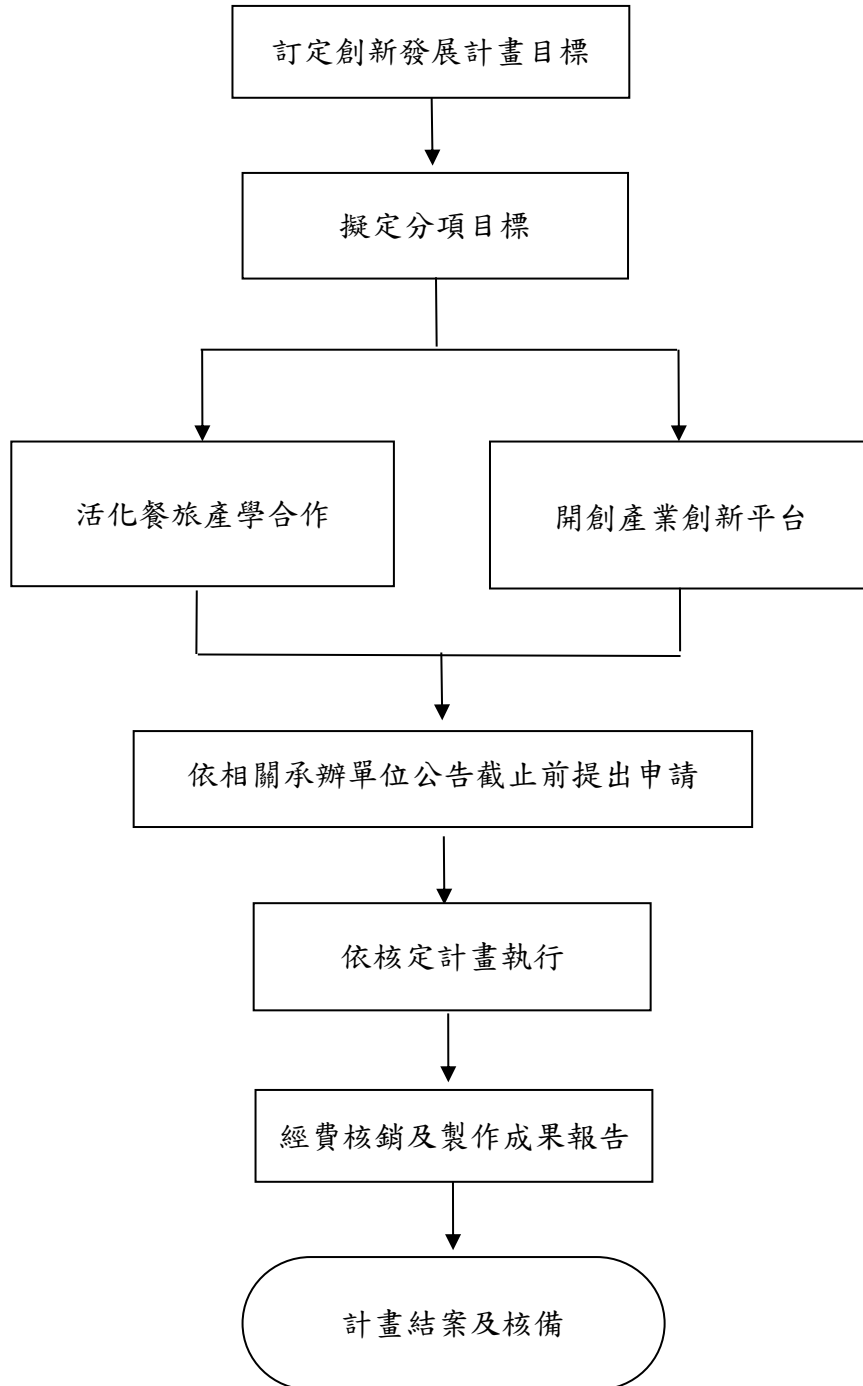 訂定創新發展計畫目標
擬定分項目標
活化餐旅產學合作
開創產業創新平台
依相關承辦單位公告截止前提出申請
依核定計畫執行
經費核銷及製作成果報告
計畫結案及核備